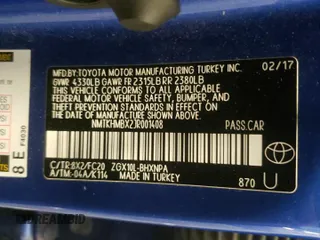 MFD BY:TOYOTA MOTOR MANUFACTURING TURKEY INC. 02/17
GVWR 4330LB GAWR FR 2315LB RR 2380LB
THIS VEHICLE CONFORMS TO ALL APPLICABLE FEDERAL MOTOR VEHICLE SAFETY, BUMPER, AND THEFT PREVENTION STANDARDS IN EFFECT ON THE DATE OF MANUFACTURE SHOWN ABOVE.
NMTKHMBX2JR001408 PASS.CAR
C/TR:8X2/FC20 ZGX10L-BHXNPA
A/TM:-04A/K114 MADE IN TURKEY 870 U
F4030
8 E